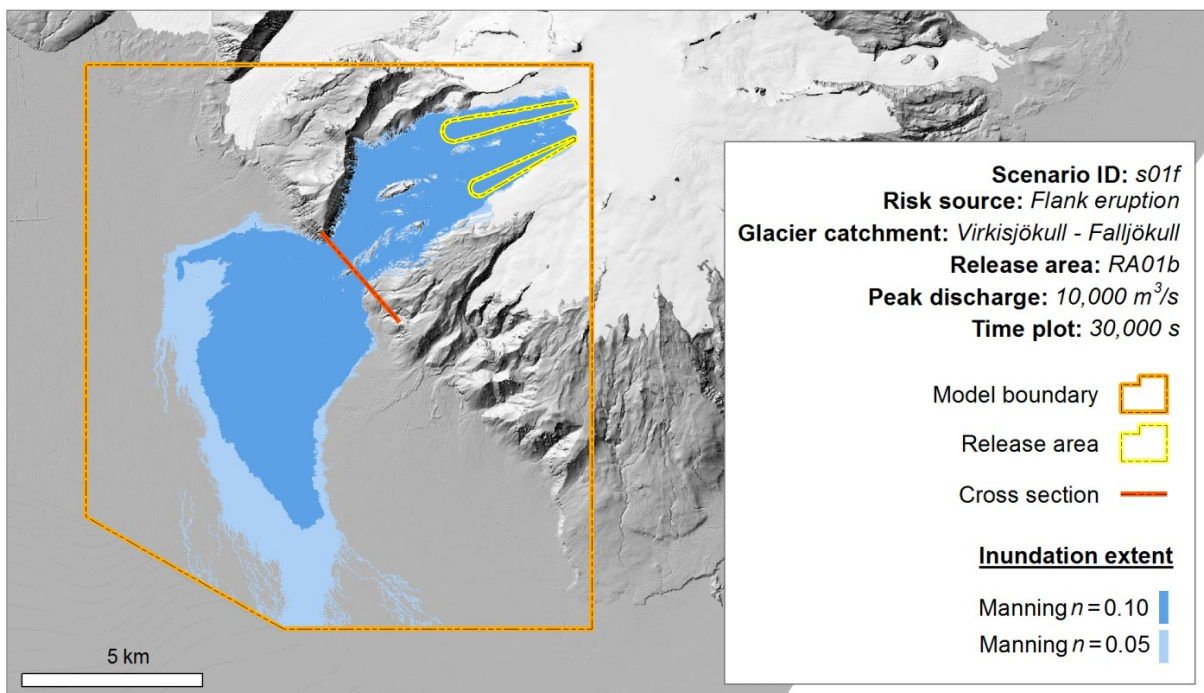 Scenario ID: s01f
Risk source: Flank eruption
Glacier catchment: Virkisjökull - Falljökull
Release area: RA01b
Peak discharge: 10,000 m³/s
Time plot: 30,000 s
Model boundary
Release area
Cross section
Inundation extent
Manning n = 0.10
Manning n = 0.05
5 km